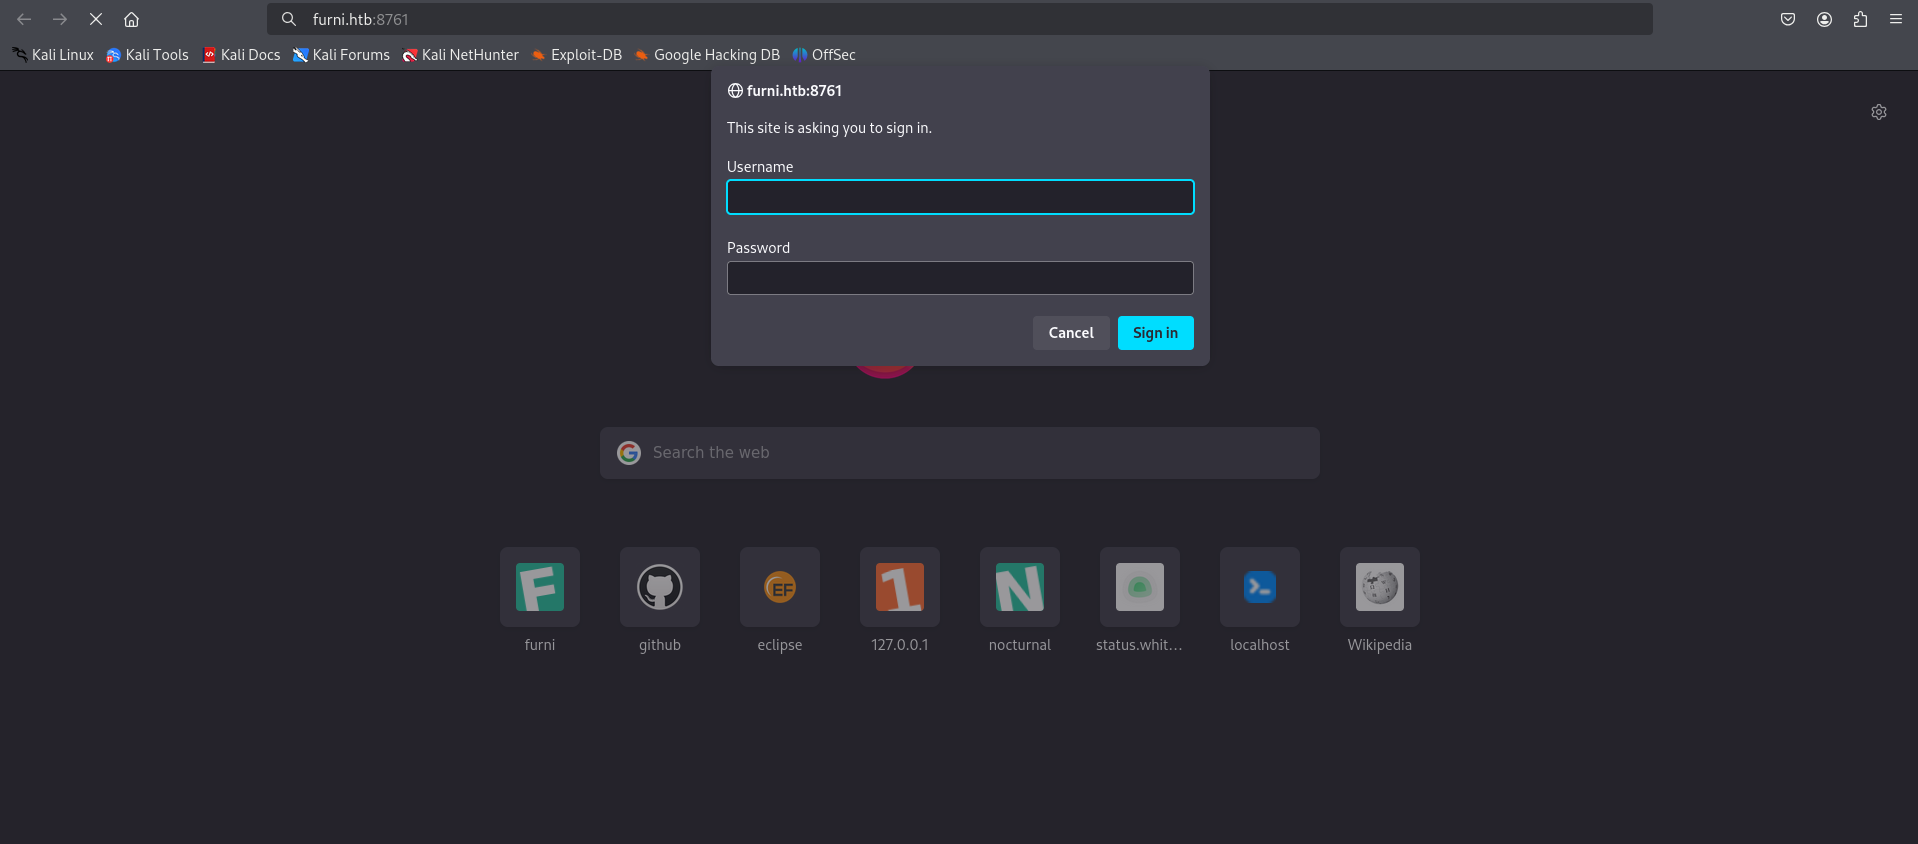 furni.htb:8761
Kali Linux Kali Tools Kali Docs Kali Forums Kali NetHunter Exploit-DB Google Hacking DB OffSec
furni.htb:8761
This site is asking you to sign in.
Username
Password
Cancel Sign in
Search the web
F EF 1 N
furni github eclipse 127.0.0.1 nocturnal status.whit... localhost Wikipedia